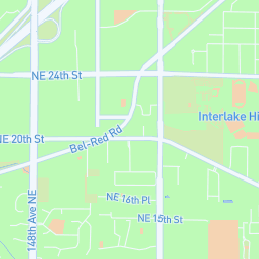 NE 24th St
Interlake Hi
NE 20th St
Bel-Red Rd
NE 16th Pl
NE 15th St
148th Ave NE